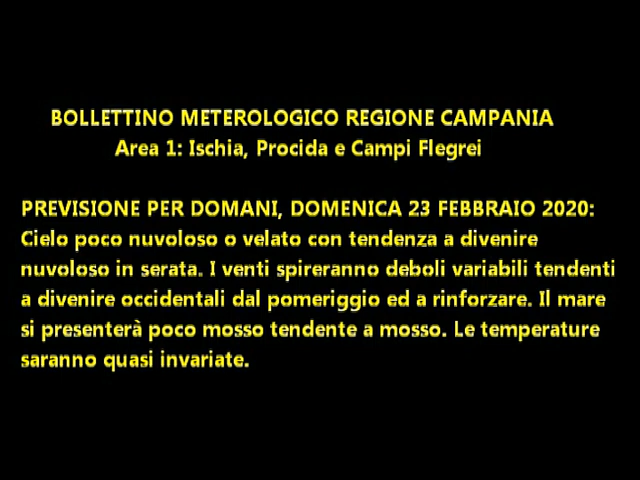 BOLLETTINO METEROLOGICO REGIONE CAMPANIA
Area 1: Ischia, Procida e Campi Flegrei
PREVISIONE PER DOMANI, DOMENICA 23 FEBBRAIO 2020:
Cielo poco nuvoloso o velato con tendenza a divenire
nuvoloso in serata. I venti spireranno deboli variabili tendenti
a divenire occidentali dal pomeriggio ed a rinforzare. Il mare
si presenterà poco mosso tendente a mosso. Le temperature
saranno quasi invariate.